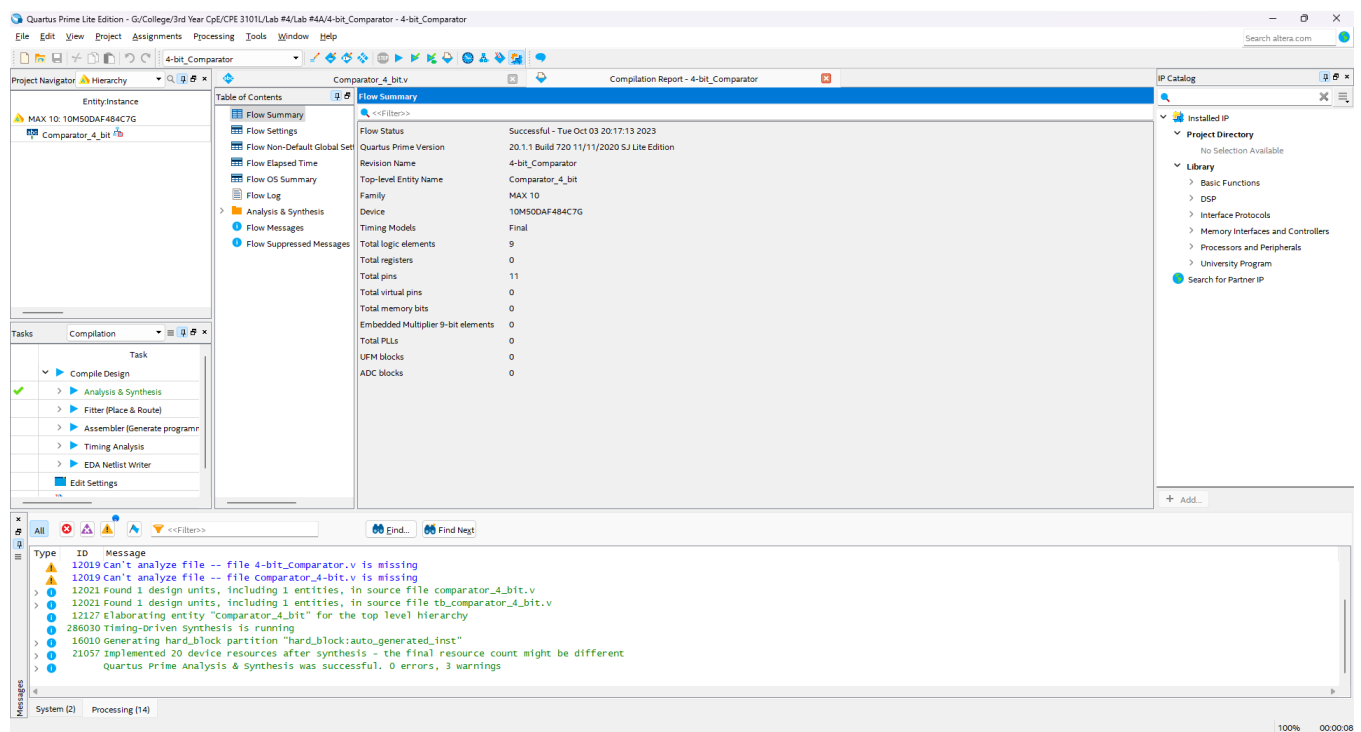 Quartus Prime Lite Edition - G:/College/3rd Year CpE/CPE 3101L/Lab #4/Lab #4A/4-bit_Comparator - 4-bit_Comparator
File Edit View Project Assignments Processing Tools Window Help
Search altera.com
4-bit_Comparator
Project Navigator Hierarchy
Entity:Instance
MAX 10: 10M50DAF484C7G
Comparator_4_bit
Comparator_4_bit.v
Compilation Report - 4-bit_Comparator
Table of Contents
Flow Summary
Flow Settings
Flow Non-Default Global Sett
Flow Elapsed Time
Flow OS Summary
Flow Log
Analysis & Synthesis
Flow Messages
Flow Suppressed Messages
Flow Summary
<<Filter>>
Flow Status Successful - Tue Oct 03 20:17:13 2023
Quartus Prime Version 20.1.1 Build 720 11/11/2020 SJ Lite Edition
Revision Name 4-bit_Comparator
Top-level Entity Name Comparator_4_bit
Family MAX 10
Device 10M50DAF484C7G
Timing Models Final
Total logic elements 9
Total registers 0
Total pins 11
Total virtual pins 0
Total memory bits 0
Embedded Multiplier 9-bit elements 0
Total PLLs 0
UFM blocks 0
ADC blocks 0
IP Catalog
Installed IP
Project Directory
No Selection Available
Library
Basic Functions
DSP
Interface Protocols
Memory Interfaces and Controllers
Processors and Peripherals
University Program
Search for Partner IP
+ Add...
Tasks Compilation
Task
Compile Design
Analysis & Synthesis
Fitter (Place & Route)
Assembler (Generate programm
Timing Analysis
EDA Netlist Writer
Edit Settings
All <<Filter>> Find... Find Next
Type ID Message
12019 Can't analyze file -- file 4-bit_Comparator.v is missing
12019 Can't analyze file -- file Comparator_4-bit.v is missing
12021 Found 1 design units, including 1 entities, in source file comparator_4_bit.v
12021 Found 1 design units, including 1 entities, in source file tb_comparator_4_bit.v
12127 Elaborating entity "Comparator_4_bit" for the top level hierarchy
286030 Timing-Driven Synthesis is running
16010 Generating hard_block partition "hard_block:auto_generated_inst"
21057 Implemented 20 device resources after synthesis - the final resource count might be different
Quartus Prime Analysis & Synthesis was successful. 0 errors, 3 warnings
Messages
System (2) Processing (14)
100% 00:00:08